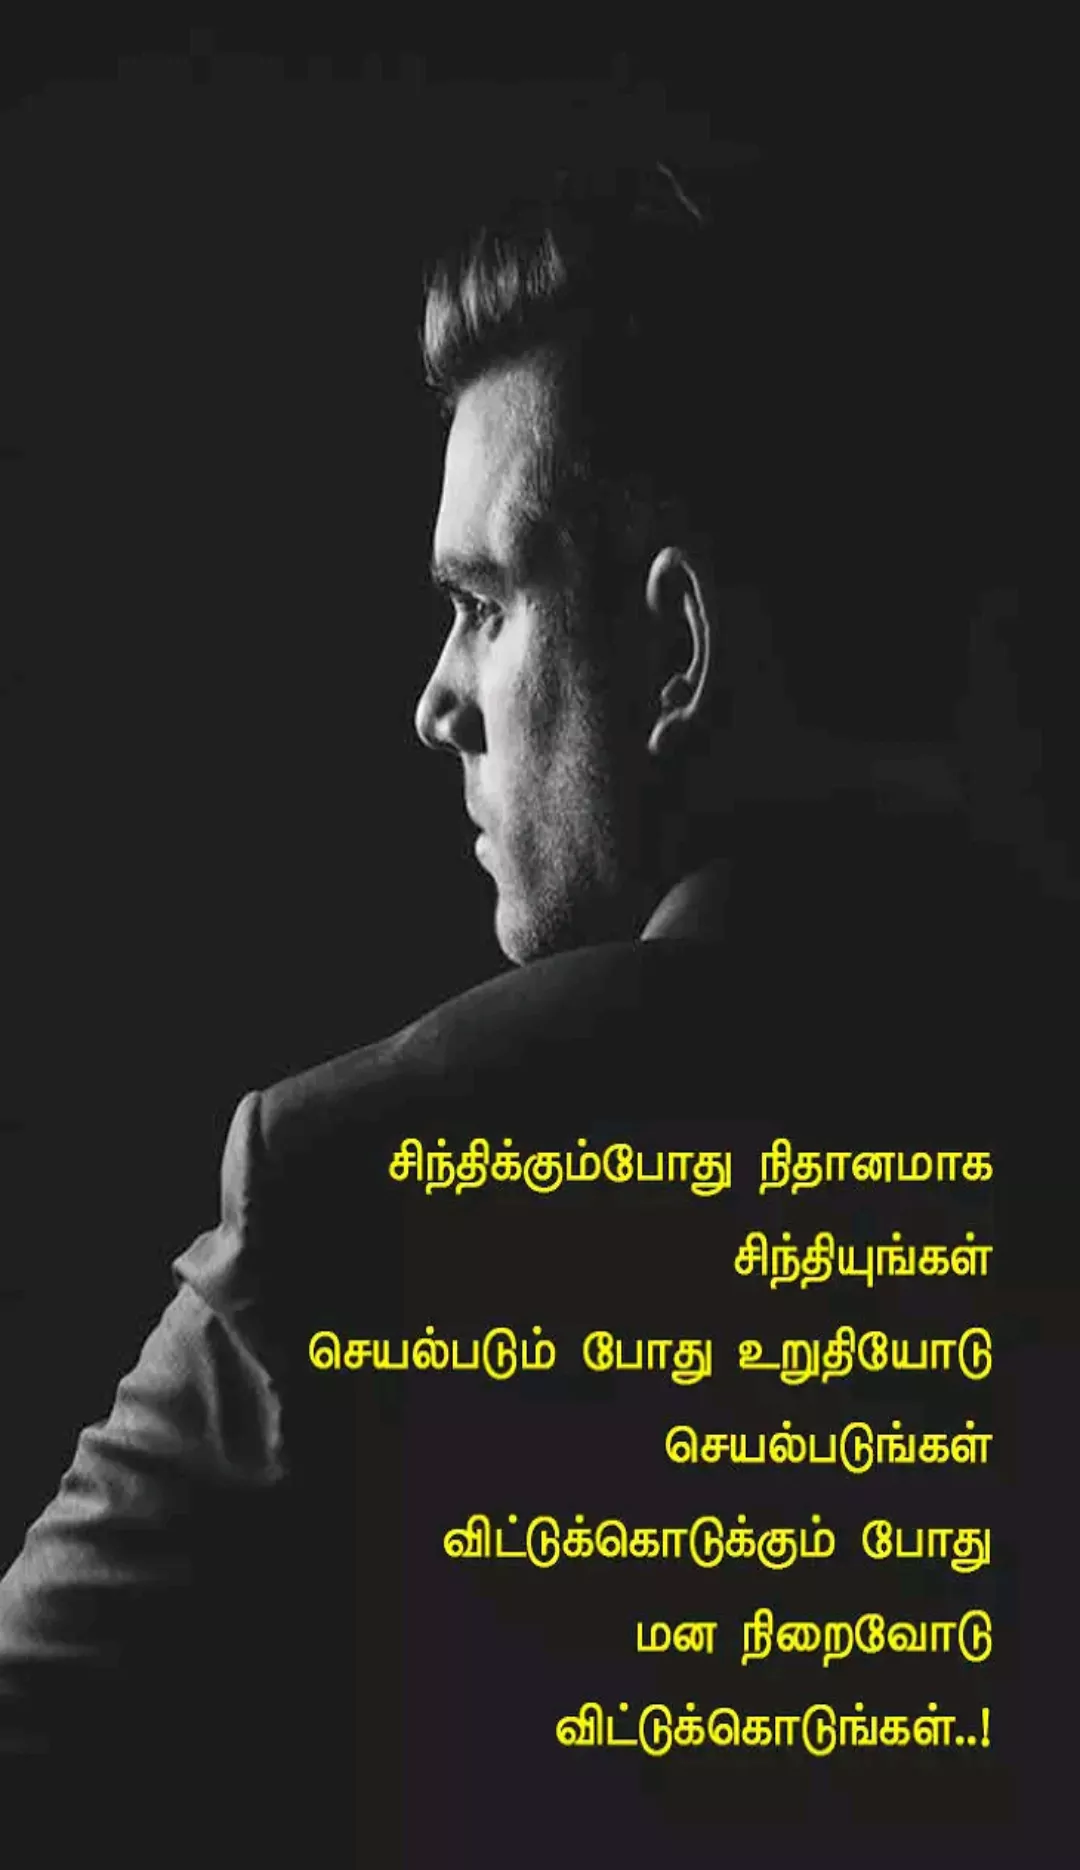 சிந்திக்கும்போது நிதானமாக
சிந்தியுங்கள்
செயல்படும் போது உறுதியோடு
செயல்படுங்கள்
விட்டுக்கொடுக்கும் போது
மன நிறைவோடு
விட்டுக்கொடுங்கள்..!